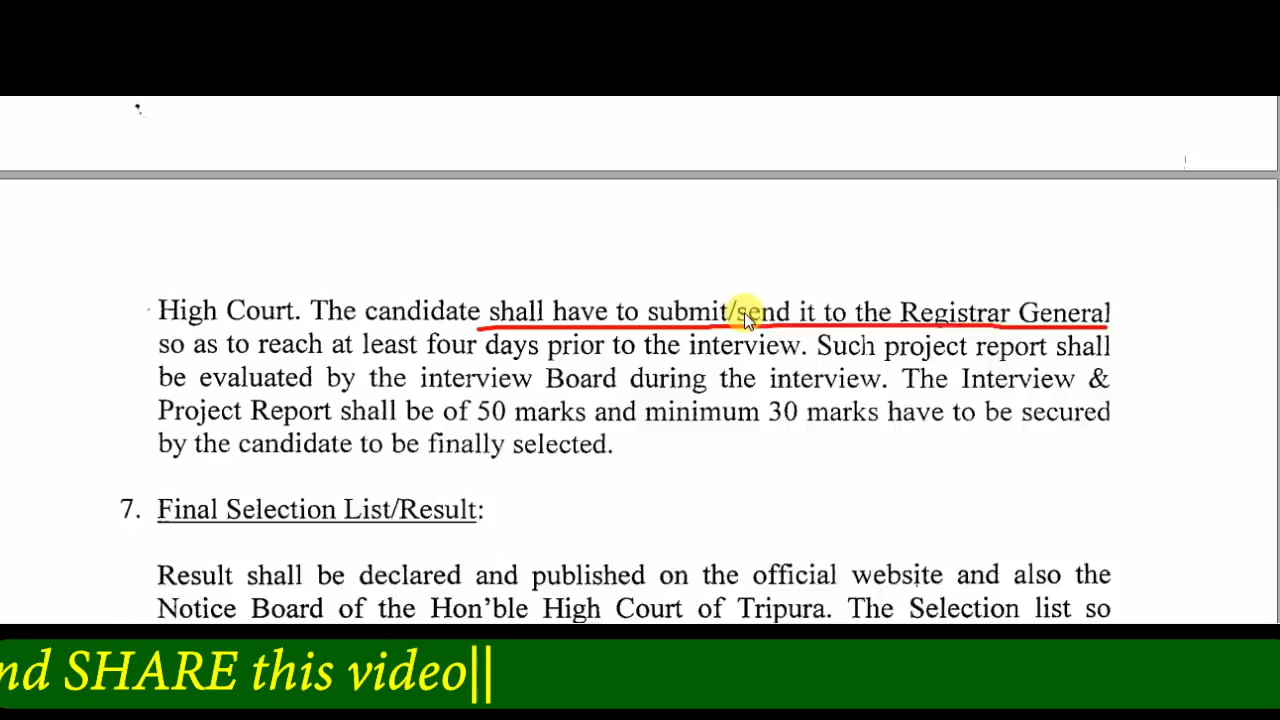 High Court. The candidate shall have to submit/send it to the Registrar General
so as to reach at least four days prior to the interview. Such project report shall
be evaluated by the interview Board during the interview. The Interview &
Project Report shall be of 50 marks and minimum 30 marks have to be secured
by the candidate to be finally selected.
7. Final Selection List/Result:
Result shall be declared and published on the official website and also the
Notice Board of the Hon'ble High Court of Tripura. The Selection list so
nd SHARE this video||